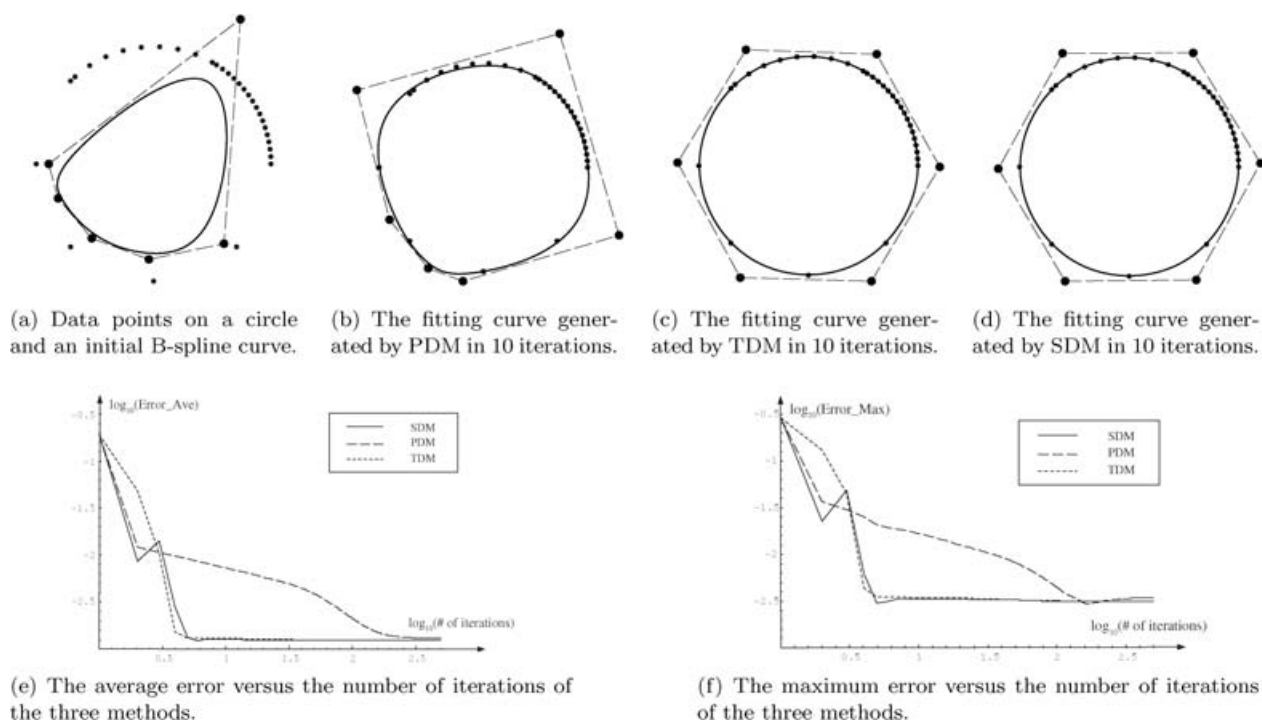 (a) Data points on a circle
and an initial B-spline curve.
(b) The fitting curve gener-
ated by PDM in 10 iterations.
(c) The fitting curve gener-
ated by TDM in 10 iterations.
(d) The fitting curve gener-
ated by SDM in 10 iterations.
log₁₀(Error_Ave)
-0.5
-1
-1.5
-2
-2.5
SDM
PDM
TDM
log₁₀(# of iterations)
0.5
1
1.5
2
2.5
(e) The average error versus the number of iterations of
the three methods.
log₁₀(Error_Max)
-0.5
-1
-1.5
-2
-2.5
SDM
PDM
TDM
log₁₀(# of iterations)
0.5
1
1.5
2
2.5
(f) The maximum error versus the number of iterations
of the three methods.